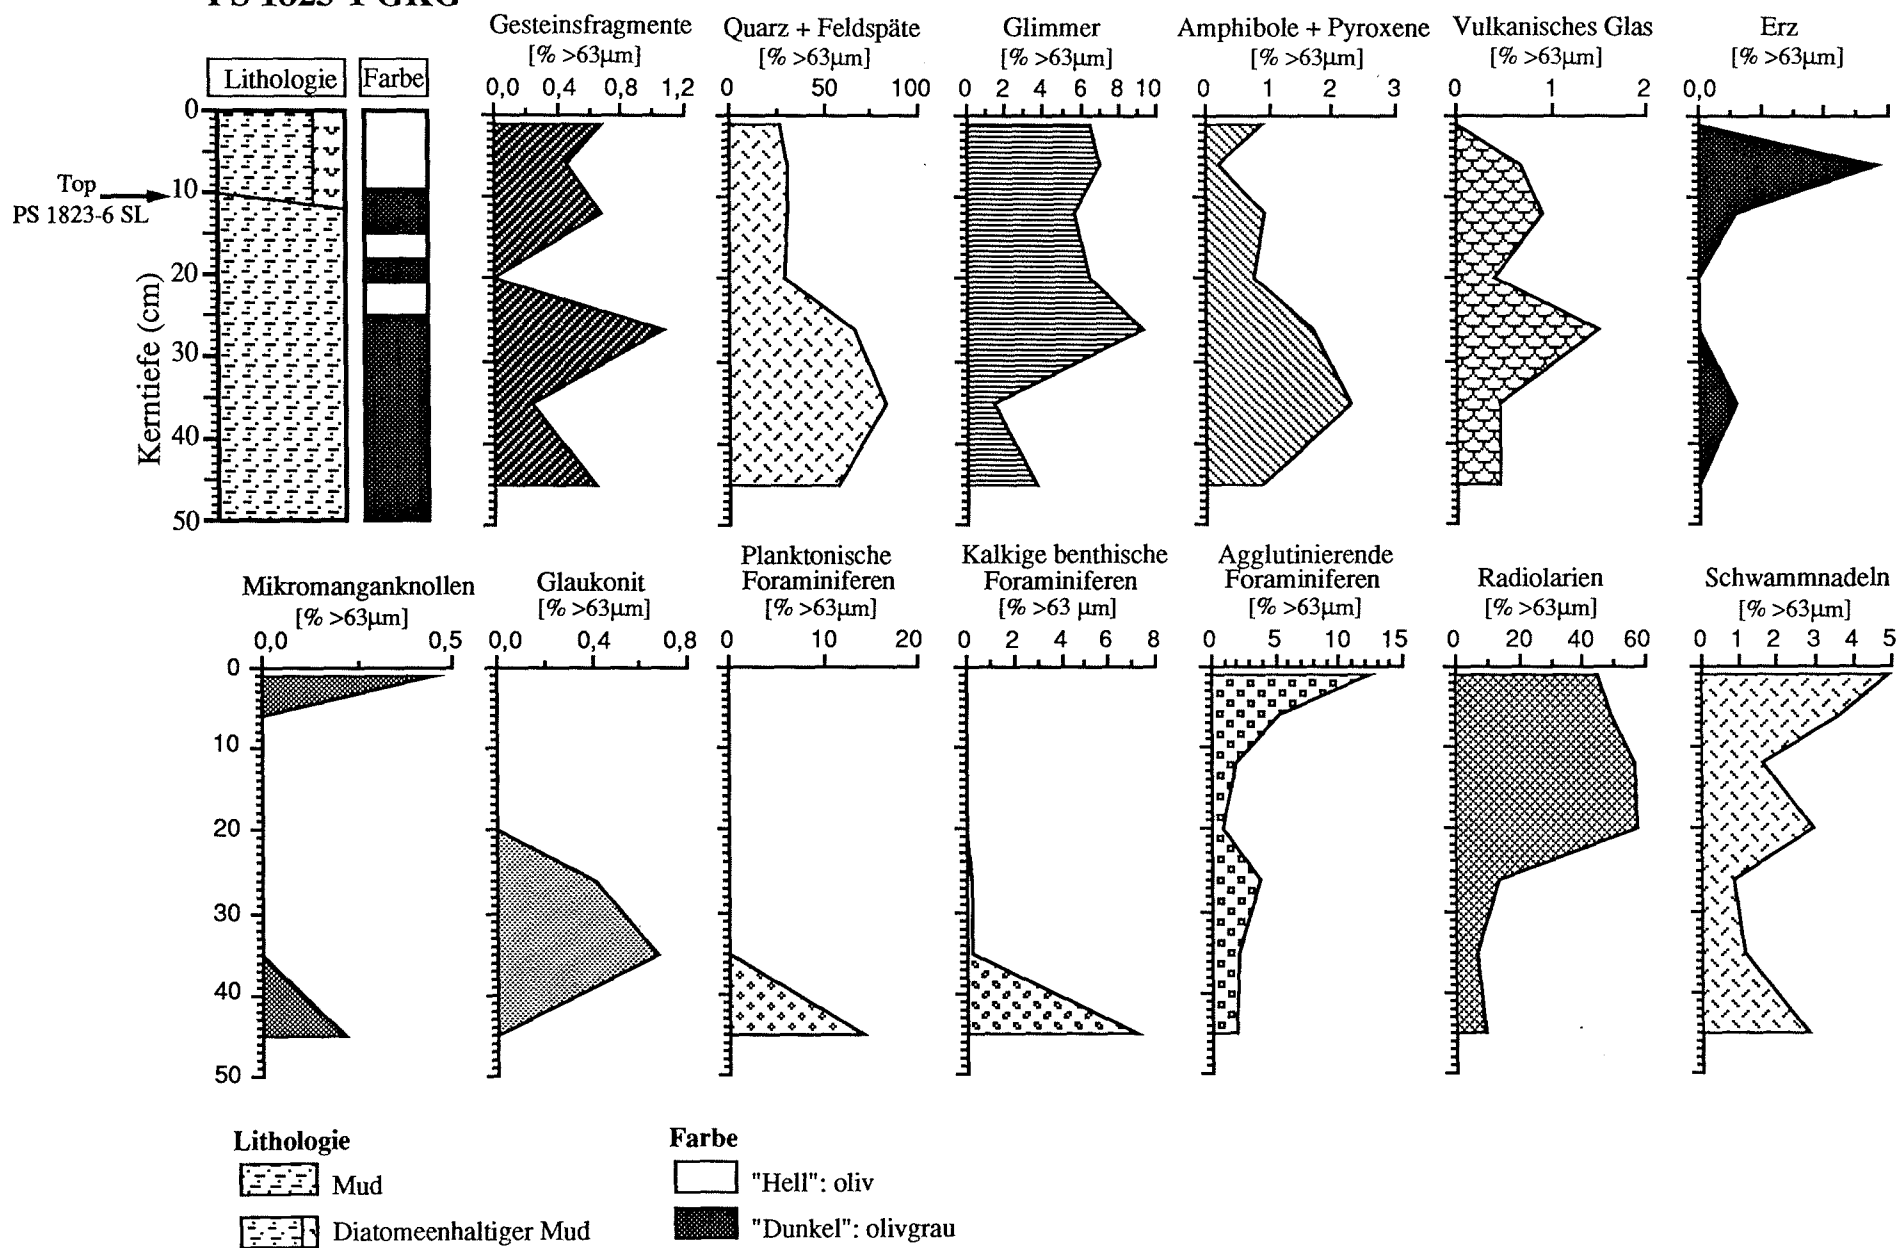 Gesteinsfragmente
[% >63µm]
0,0 0,4 0,8 1,2
Quarz + Feldspäte
[% >63µm]
0 50 100
Glimmer
[% >63µm]
0 2 4 6 8 10
Amphibole + Pyroxene
[% >63µm]
0 1 2 3
Vulkanisches Glas
[% >63µm]
0 1 2
Erz
[% >63µm]
0,0
Lithologie
Farbe
Top
PS 1823-6 SL
Kerntiefe (cm)
0
10
20
30
40
50
Mikromanganknollen
[% >63µm]
0,0 0,5
Glaukonit
[% >63µm]
0,0 0,4 0,8
Planktonische
Foraminiferen
[% >63µm]
0 10 20
Kalkige benthische
Foraminiferen
[% >63 µm]
0 2 4 6 8
Agglutinierende
Foraminiferen
[% >63µm]
0 5 10 15
Radiolarien
[% >63µm]
0 20 40 60
Schwammnadeln
[% >63µm]
0 1 2 3 4 5
0
10
20
30
40
50
Lithologie
Mud
Diatomeenhaltiger Mud
Farbe
"Hell": oliv
"Dunkel": olivgrau